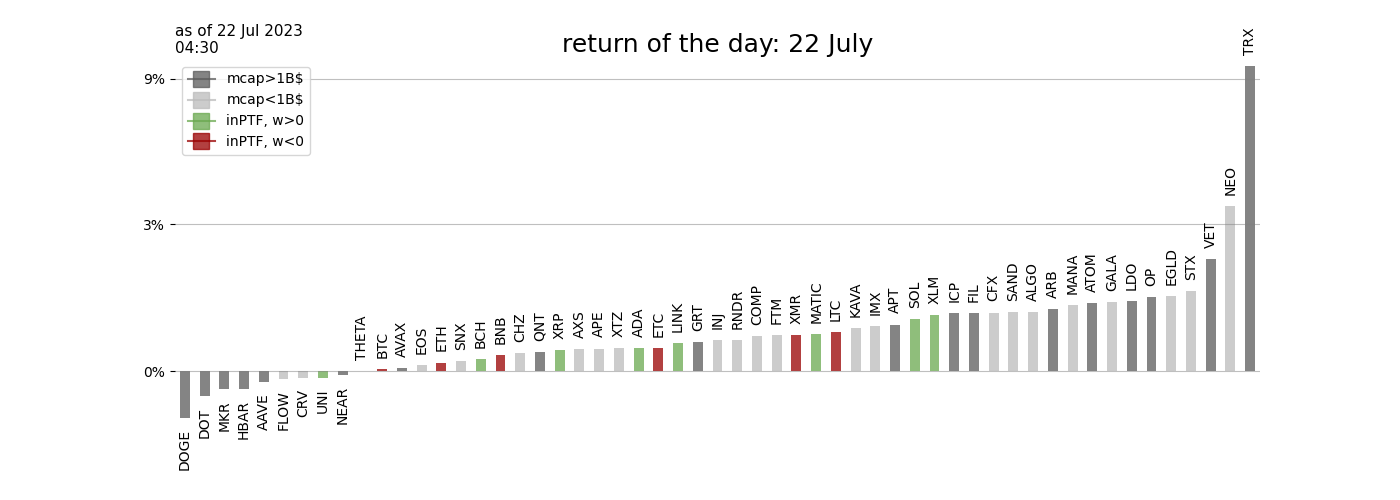 as of 22 Jul 2023
04:30
return of the day: 22 July
mcap>1B$
mcap<1B$
inPTF, w>0
inPTF, w<0
9%
3%
0%
DOGE
DOT
MKR
HBAR
AAVE
FLOW
CRV
UNI
NEAR
THETA
BTC
AVAX
EOS
ETH
SNX
BCH
BNB
CHZ
QNT
XRP
AXS
APE
XTZ
ADA
ETC
LINK
GRT
INJ
RNDR
COMP
FTM
XMR
MATIC
LTC
KAVA
IMX
APT
SOL
XLM
ICP
FIL
CFX
SAND
ALGO
ARB
MANA
ATOM
GALA
LDO
OP
EGLD
STX
VET
NEO
TRX